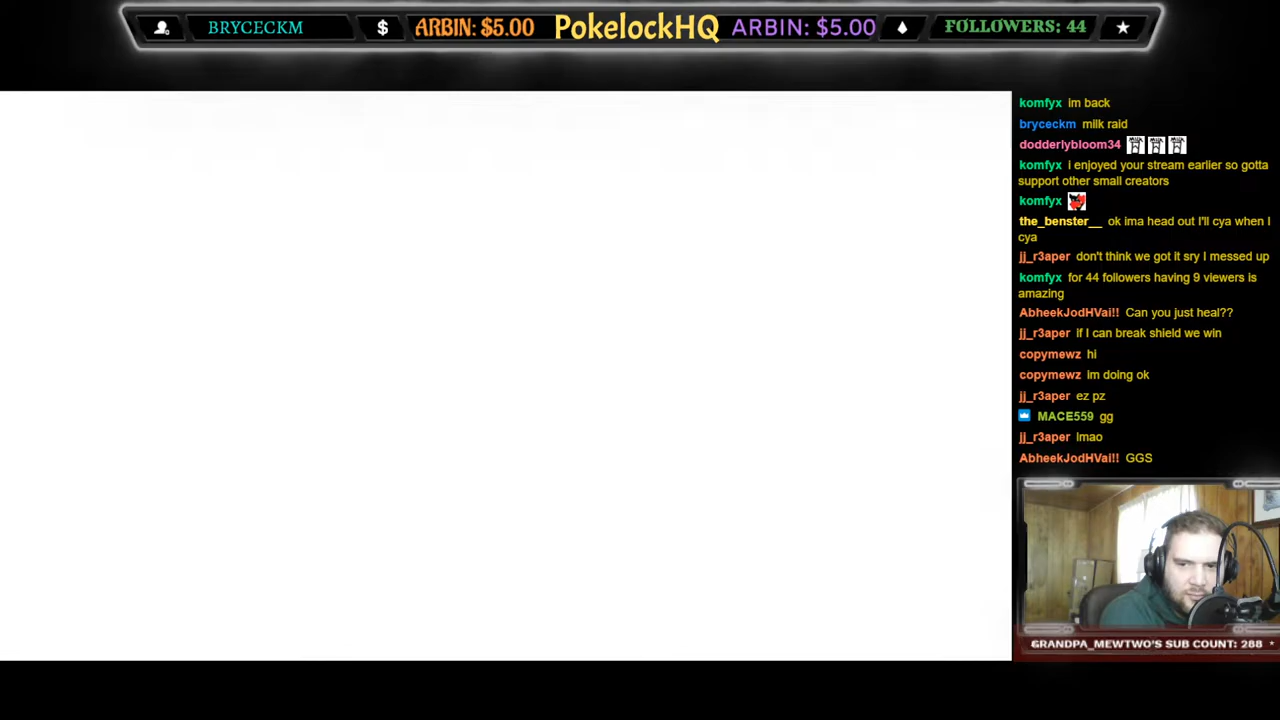 BRYCECKM $ ARBIN: $5.00 PokelockHQ ARBIN: $5.00 FOLLOWERS: 44
komfyx im back
bryceckm milk raid
dodderlybloom34
komfyx i enjoyed your stream earlier so gotta
support other small creators
komfyx
the_benster__ ok ima head out I'll cya when I
cya
jj_r3aper don't think we got it sry I messed up
komfyx for 44 followers having 9 viewers is
amazing
AbheekJodHVai!! Can you just heal??
jj_r3aper if I can break shield we win
copymewz hi
copymewz Im doing ok
jj_r3aper ez pz
MACE559 gg
jj_r3aper lmao
AbheekJodHVai!! GGS
GRANDPA_MEWTWO'S SUB COUNT: 288 *